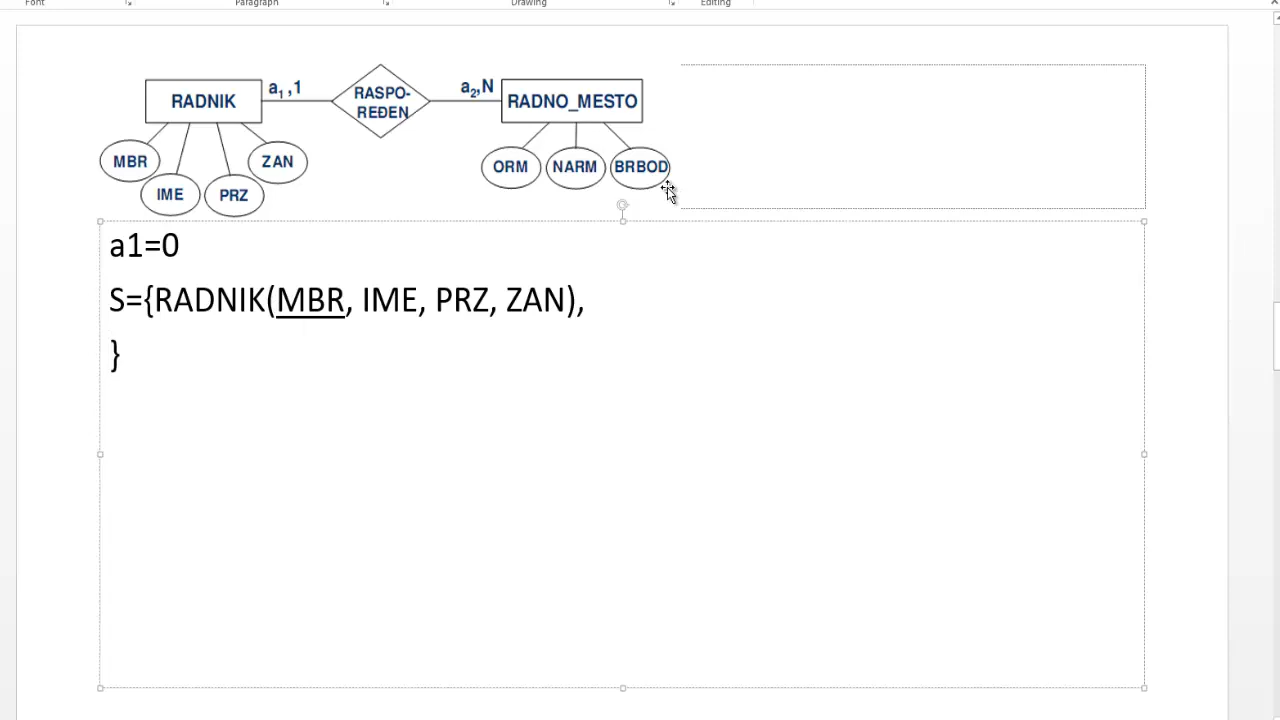 Font Paragraph Drawing Editing
RADNIK a1 ,1 RASPO-
REĐEN a2,N RADNO_MESTO
MBR IME PRZ ZAN ORM NARM BRBOD
a1=0
S={RADNIK(MBR, IME, PRZ, ZAN),
}